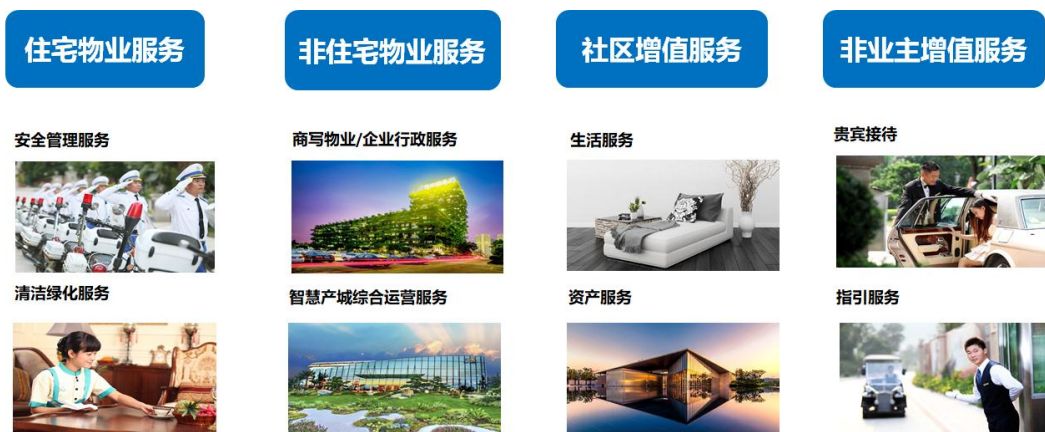 住宅物业服务
非住宅物业服务
社区增值服务
非业主增值服务
安全管理服务
商写物业/企业行政服务
生活服务
贵宾接待
清洁绿化服务
智慧产城综合运营服务
资产服务
指引服务